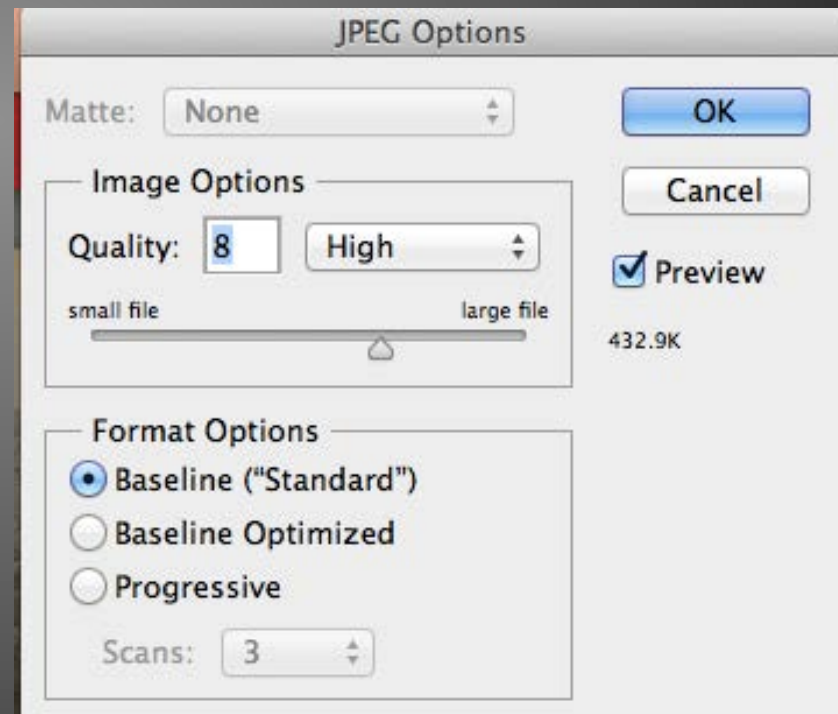 JPEG Options
Matte: None
OK
Image Options
Cancel
Quality: 8 High
Preview
small file large file
432.9K
Format Options
Baseline (“Standard”)
Baseline Optimized
Progressive
Scans: 3